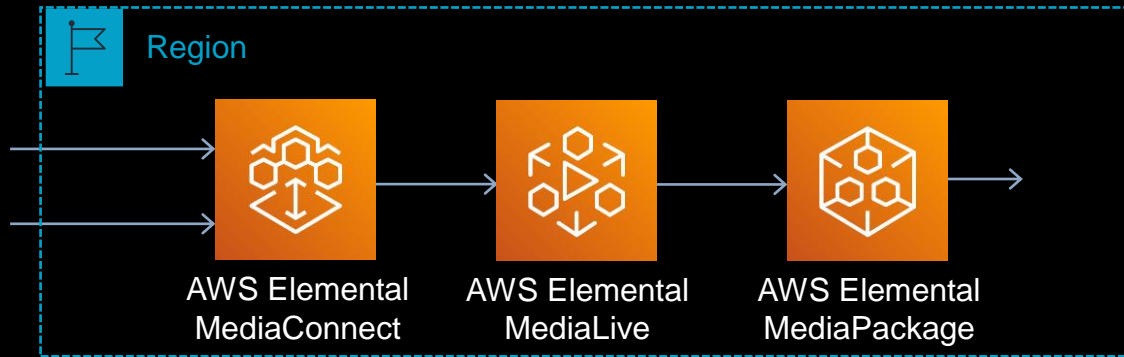 Region
AWS Elemental
MediaConnect
AWS Elemental
MediaLive
AWS Elemental
MediaPackage